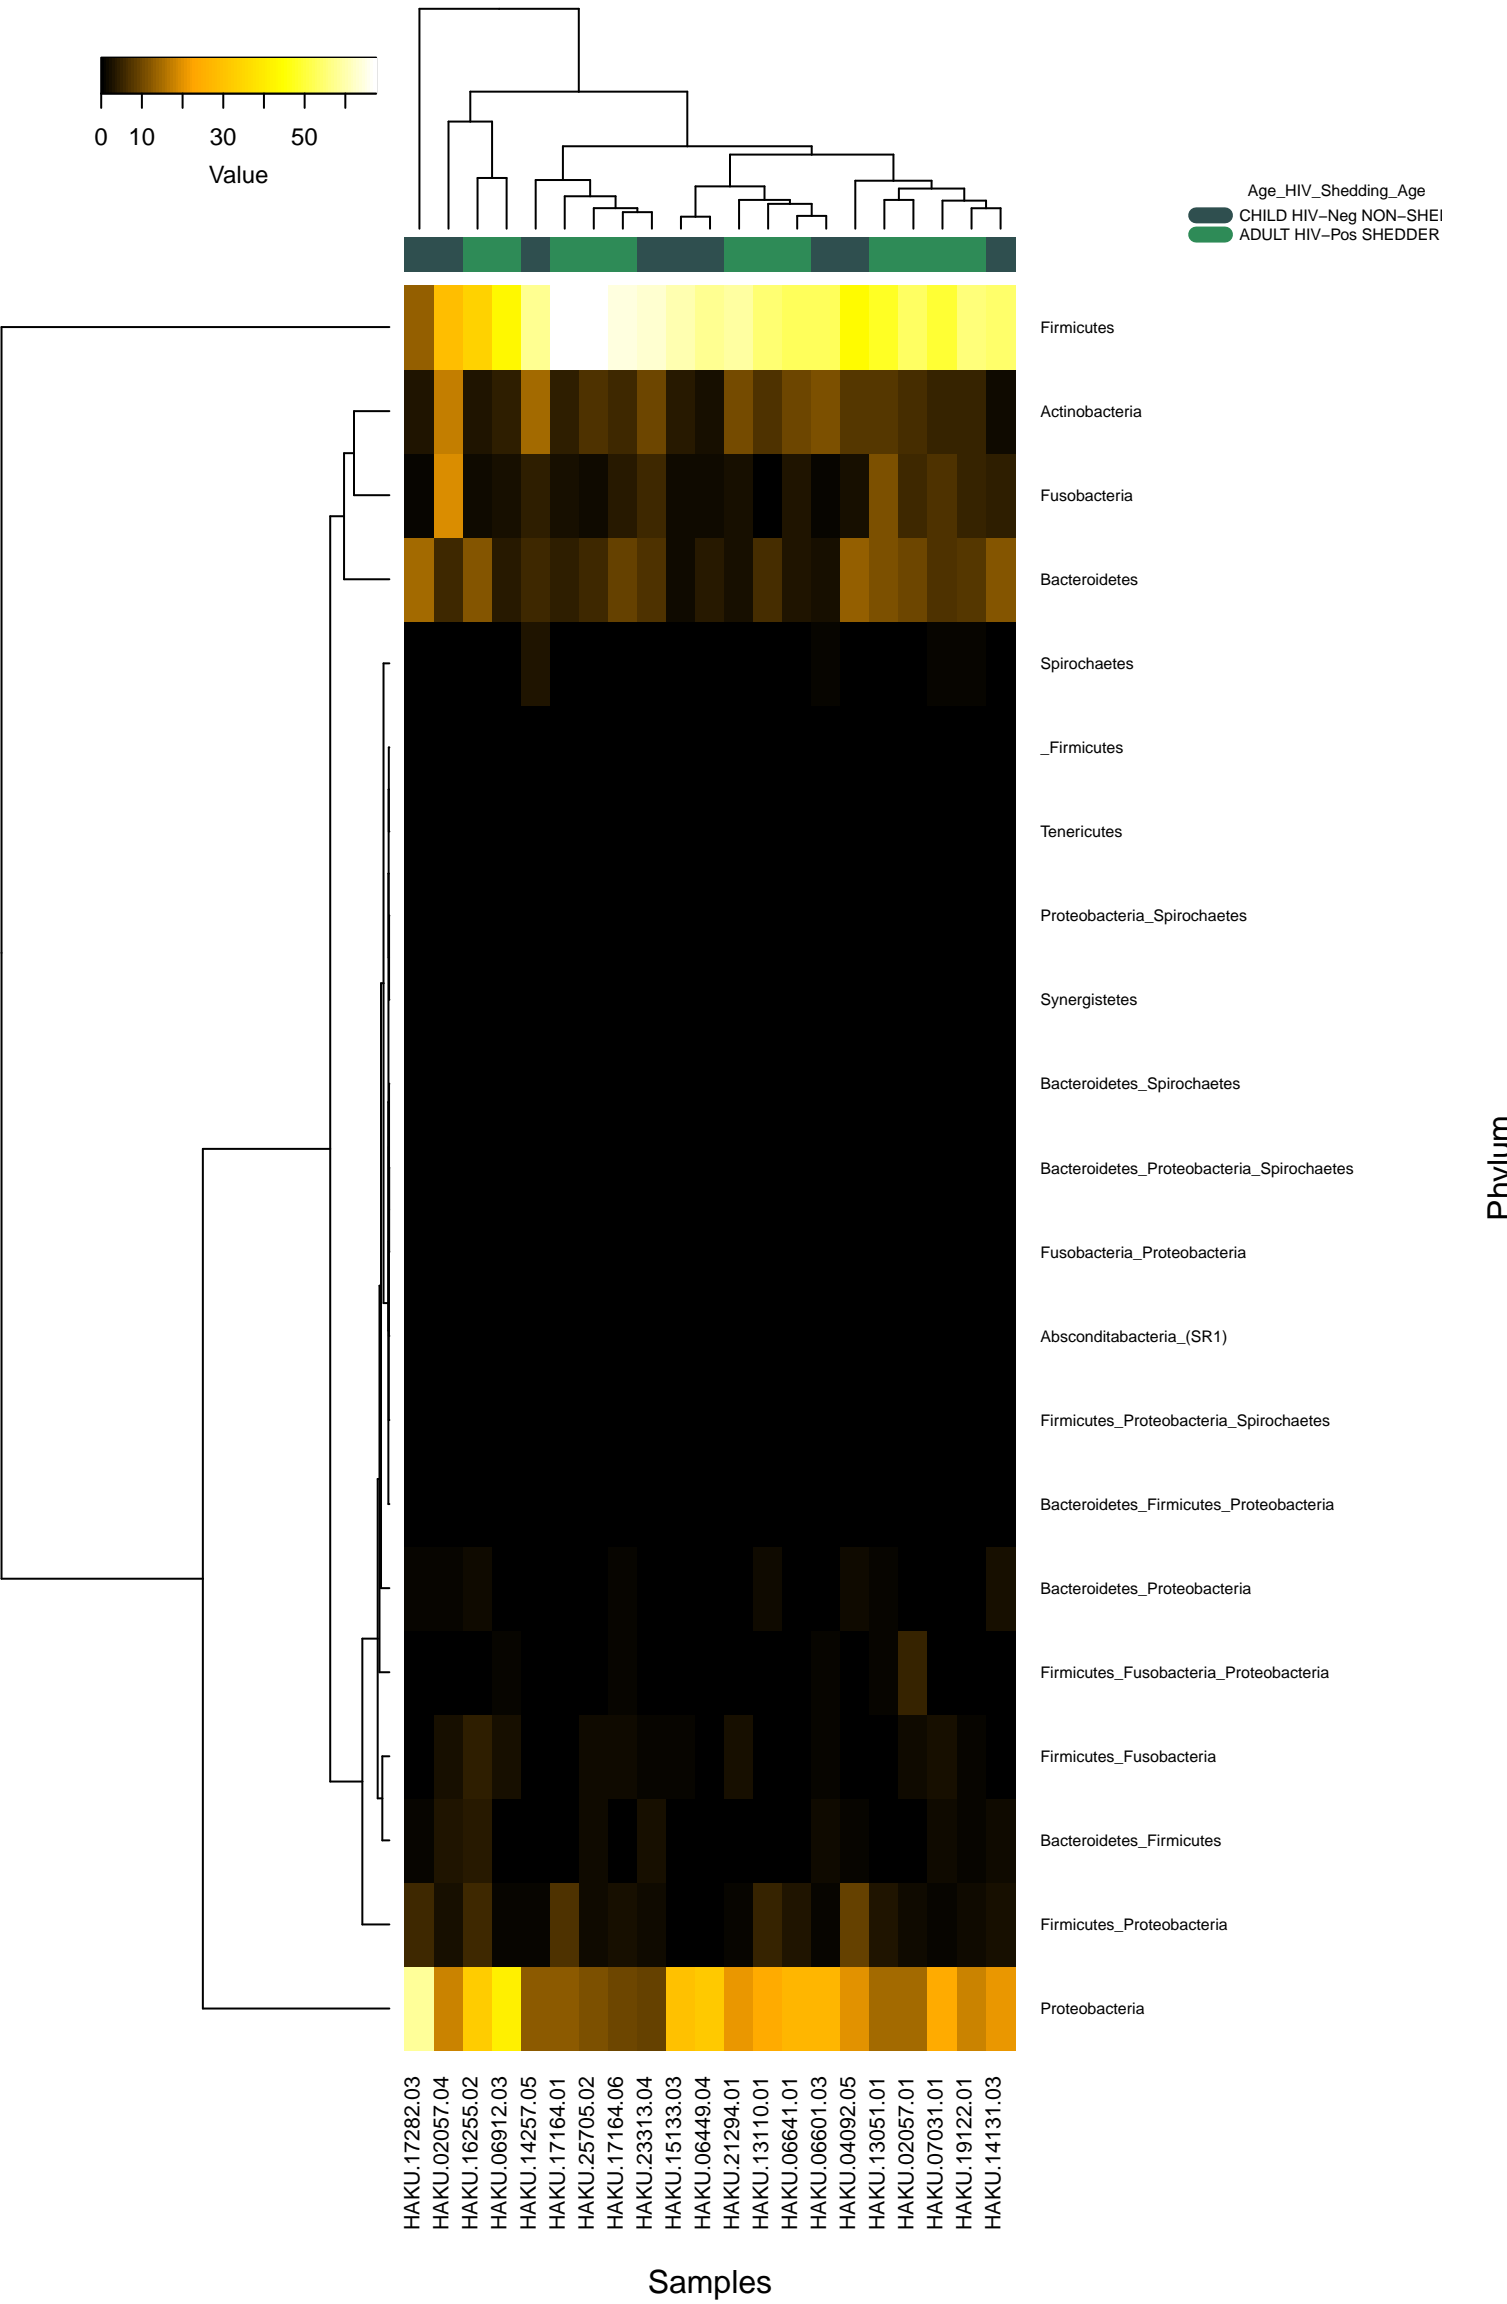 0 10 30 50
Value
Age_HIV_Shedding_Age
CHILD HIV−Neg NON−SHEI
ADULT HIV−Pos SHEDDER
Firmicutes
Actinobacteria
Fusobacteria
Bacteroidetes
Spirochaetes
_Firmicutes
Tenericutes
Proteobacteria_Spirochaetes
Synergistetes
Bacteroidetes_Spirochaetes
Bacteroidetes_Proteobacteria_Spirochaetes
Fusobacteria_Proteobacteria
Absconditabacteria_(SR1)
Firmicutes_Proteobacteria_Spirochaetes
Bacteroidetes_Firmicutes_Proteobacteria
Bacteroidetes_Proteobacteria
Firmicutes_Fusobacteria_Proteobacteria
Firmicutes_Fusobacteria
Bacteroidetes_Firmicutes
Firmicutes_Proteobacteria
Proteobacteria
Phylum
HAKU.17282.03
HAKU.02057.04
HAKU.16255.02
HAKU.06912.03
HAKU.14257.05
HAKU.17164.01
HAKU.25705.02
HAKU.17164.06
HAKU.23313.04
HAKU.15133.03
HAKU.06449.04
HAKU.21294.01
HAKU.13110.01
HAKU.06641.01
HAKU.06601.03
HAKU.04092.05
HAKU.13051.01
HAKU.02057.01
HAKU.07031.01
HAKU.19122.01
HAKU.14131.03
Samples